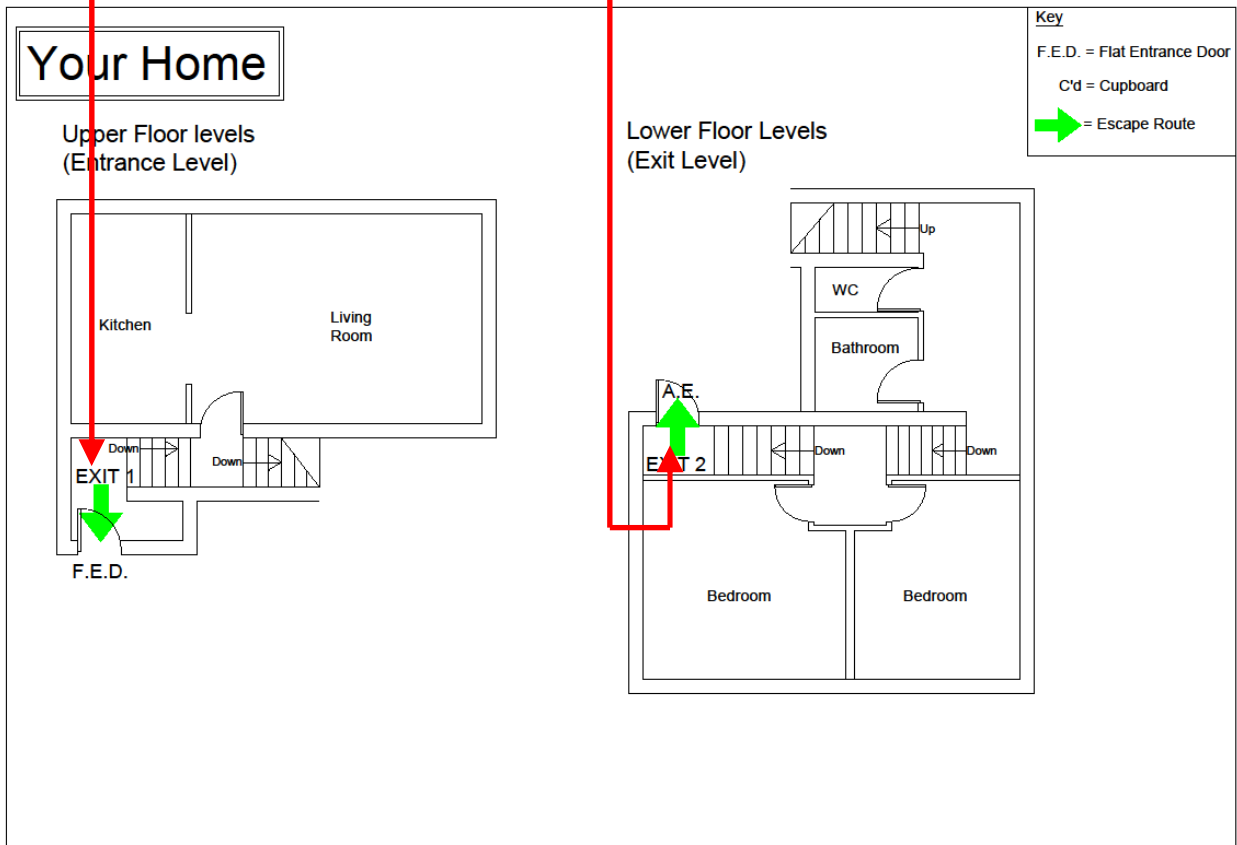 Your Home
Key
F.E.D. = Flat Entrance Door
C'd = Cupboard
= Escape Route
Upper Floor levels
(Entrance Level)
Lower Floor Levels
(Exit Level)
Kitchen
Living
Room
Down
Down
EXIT 1
F.E.D.
Up
WC
Bathroom
A.E.
EXIT 2
Down
Down
Bedroom
Bedroom